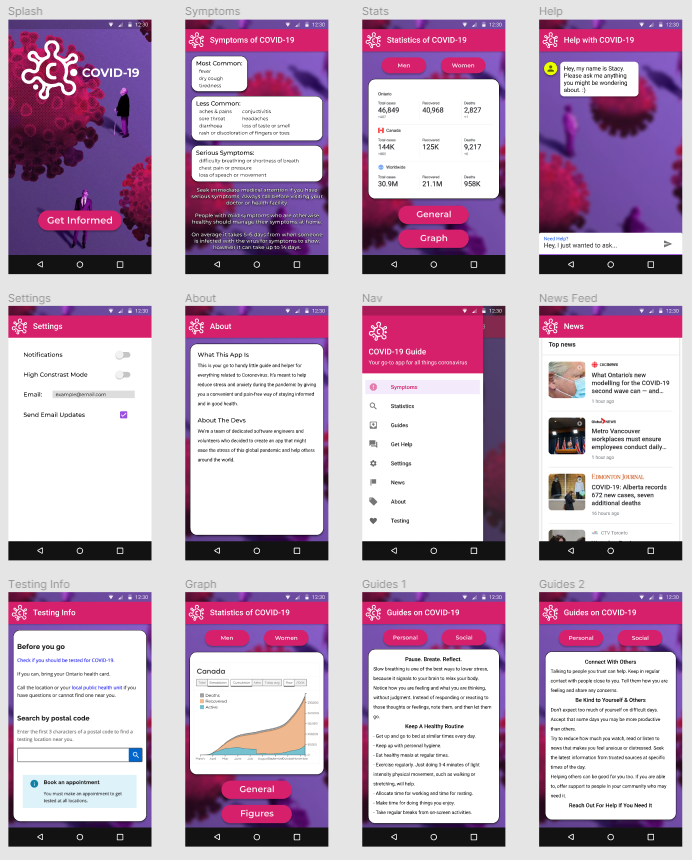 Splash
12:30
COVID-19
Get Informed
Symptoms
12:30
Symptoms of COVID-19
Most Common:
fever
dry cough
tiredness
Less Common:
aches & pains conjuctivitis
sore throat headaches
diarrhoea loss of taste or smell
rash or discoloration of fingers or toes
Serious Symptoms:
difficulty breathing or shortness of breath
chest pain or pressure
loss of speach or movement
Seek immediate medical attention if you have
serious symptoms. Always call before visiting your
doctor or health facility.
People with mild symptoms who are otherwise
healthy should manage their symptoms at home.
On average it takes 5-6 days from when someone
is infected with the virus for symptoms to show,
however it can take up to 14 days.
Stats
12:30
Statistics of COVID-19
Men Women
Ontario
Total cases Recovered Deaths
46,849 40,968 2,827
Canada
Total cases Recovered Deaths
144K 125K 9,217
Worldwide
Total cases Recovered Deaths
30.9M 21.1M 958K
General
Graph
Help
12:30
Help with COVID-19
Hey, my name is Stacy.
Please ask me anything
you might be wondering
about. :)
Need Help?
Hey, I just wanted to ask...
Settings
12:30
Settings
Notifications
High Constrast Mode
Email: example@email.com
Send Email Updates
About
12:30
About
What This App Is
This is your go to handy little guide and helper for
everything related to Coronavirus. It's meant to help
reduce stress and anxiety during the pandemic by giving
you a convenient and pain-free way of staying informed
and in good health.
About The Devs
We're a team of dedicated software engineers and
volunteers who decided to create an app that might
ease the stress of this global pandemic and help others
around the world.
Nav
12:30
COVID-19 Guide
Your go-to app for all things coronavirus
Symptoms
Statistics
Guides
Get Help
Settings
News
About
Testing
News Feed
12:30
News
Top news
CBC NEWS
What Ontario's new
modelling for the COVID-19
second wave can — and...
1 hour ago
Global NEWS
Metro Vancouver
workplaces must ensure
employees conduct daily...
1 hour ago
EDMONTON JOURNAL
COVID-19: Alberta records
672 new cases, seven
additional deaths
16 hours ago
CTV Toronto
Testing Info
12:30
Testing Info
Before you go
Check if you should be tested for COVID-19.
If you can, bring your Ontario health card.
Call the location or your local public health unit if you
have questions or cannot find one near you.
Search by postal code
Enter the first 3 characters of a postal code to find a
testing location near you.
Book an appointment
You must make an appointment to get
tested at all locations.
Graph
12:30
Statistics of COVID-19
Men Women
Canada
Deaths
Recovered
Active
General
Figures
Guides 1
12:30
Guides on COVID-19
Personal Social
Pause. Breate. Reflect.
Slow breathing is one of the best ways to lower stress,
because it signals to your brain to relax your body.
Notice how you are feeling and what you are thinking,
without judgment. Instead of responding or reacting to
those thoughts or feelings, note them, and then let them
go.
Keep A Healthy Routine
- Get up and go to bed at similar times every day.
- Keep up with personal hygiene.
- Eat healthy meals at regular times.
- Exercise regularly. Just doing 3-4 minutes of light
intensity physical movement, such as walking or
stretching, will help.
- Allocate time for working and time for resting.
- Make time for doing things you enjoy.
- Take regular breaks from on-screen activities.
Guides 2
12:30
Guides on COVID-19
Personal Social
Connect With Others
Talking to people you trust can help. Keep in regular
contact with people close to you. Tell them how you are
feeling and share any concerns.
Be Kind to Yourself & Others
Don't expect too much of yourself on difficult days.
Accept that some days you may be more productive
than others.
Try to reduce how much you watch, read or listen to
news that makes you feel anxious or distressed. Seek
the latest information from trusted sources at specific
times of the day.
Helping others can be good for you too. If you are able
to, offer support to people in your community who may
need it.
Reach Out For Help If You Need It